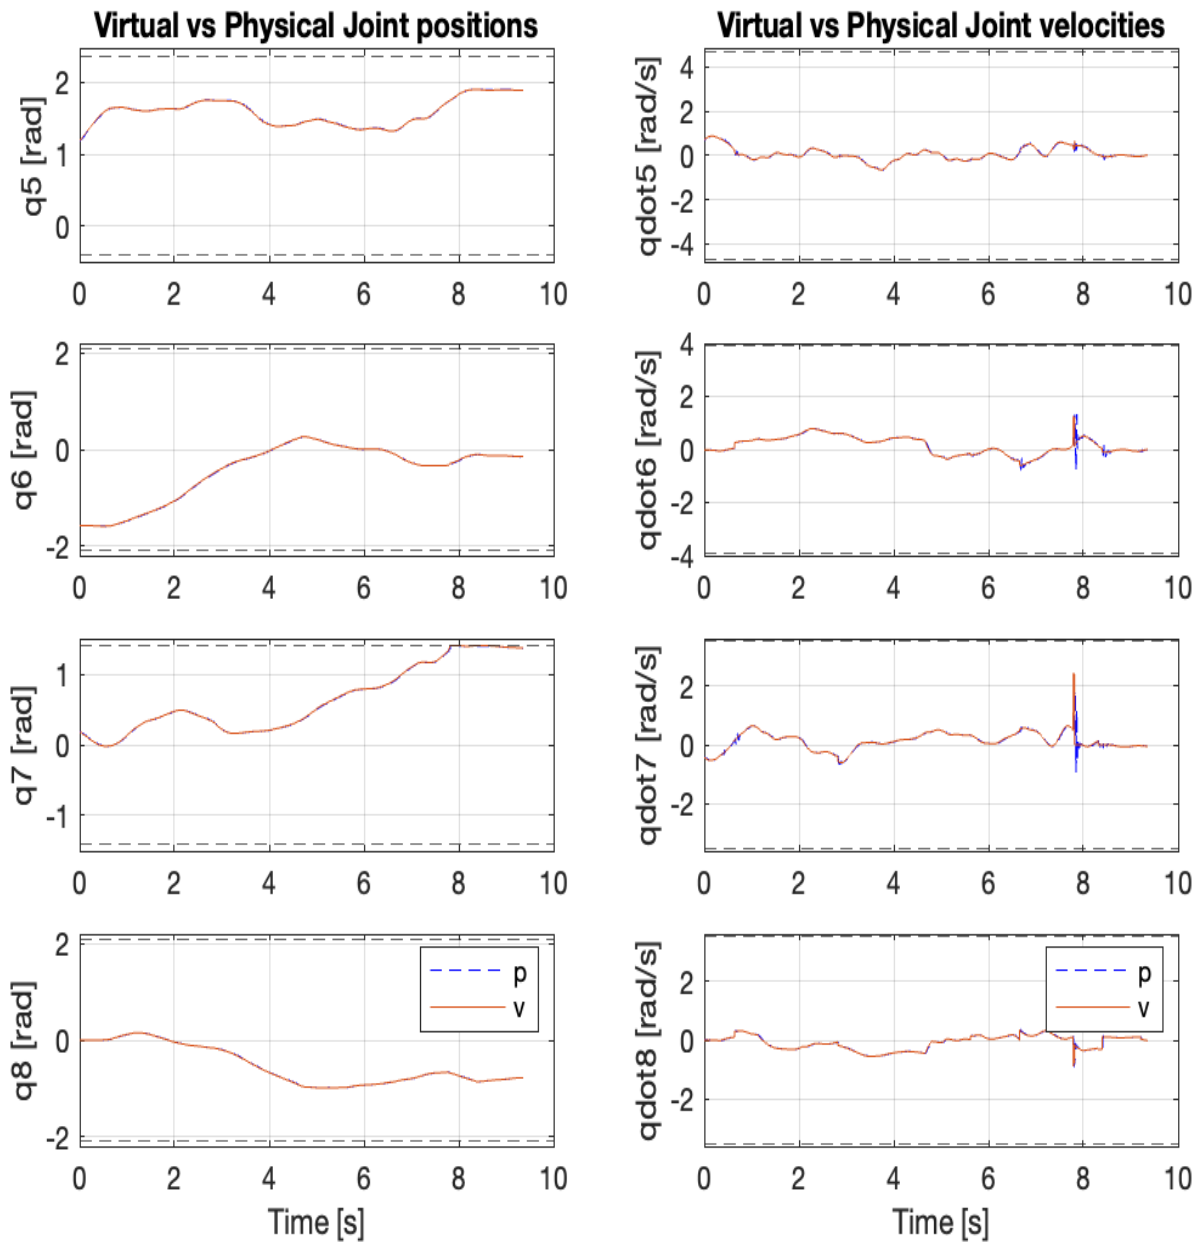 Virtual vs Physical Joint positions
q5 [rad]
2
1
0
0 2 4 6 8 10
q6 [rad]
2
0
-2
0 2 4 6 8 10
q7 [rad]
1
0
-1
0 2 4 6 8 10
q8 [rad]
2
0
-2
p
v
0 2 4 6 8 10
Time [s]
Virtual vs Physical Joint velocities
qdot5 [rad/s]
4
2
0
-2
-4
0 2 4 6 8 10
qdot6 [rad/s]
4
2
0
-2
-4
0 2 4 6 8 10
qdot7 [rad/s]
2
0
-2
0 2 4 6 8 10
qdot8 [rad/s]
2
0
-2
p
v
0 2 4 6 8 10
Time [s]